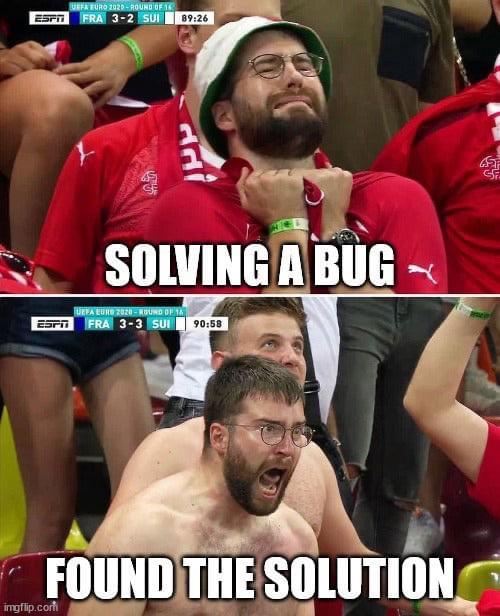 UEFA EURO 2020 - ROUND OF 16
ESPN FRA 3-2 SUI 89:26
SOLVING A BUG
UEFA EURO 2020 - ROUND OF 16
ESPN FRA 3-3 SUI 90:58
FOUND THE SOLUTION
imgflip.com